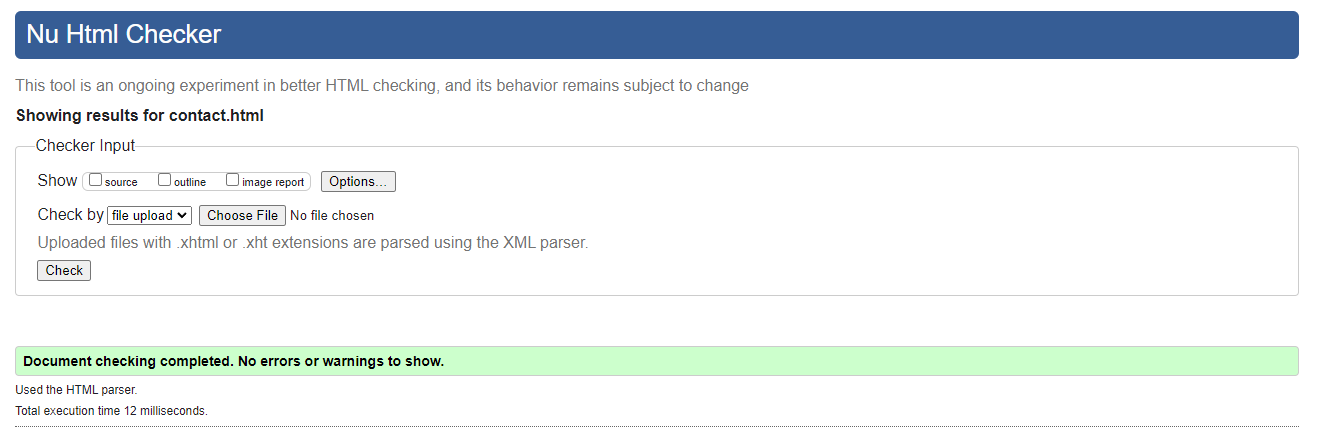 Nu Html Checker
This tool is an ongoing experiment in better HTML checking, and its behavior remains subject to change
Showing results for contact.html
Checker Input
Show source outline image report Options...
Check by file upload Choose File No file chosen
Uploaded files with .xhtml or .xht extensions are parsed using the XML parser.
Check
Document checking completed. No errors or warnings to show.
Used the HTML parser.
Total execution time 12 milliseconds.